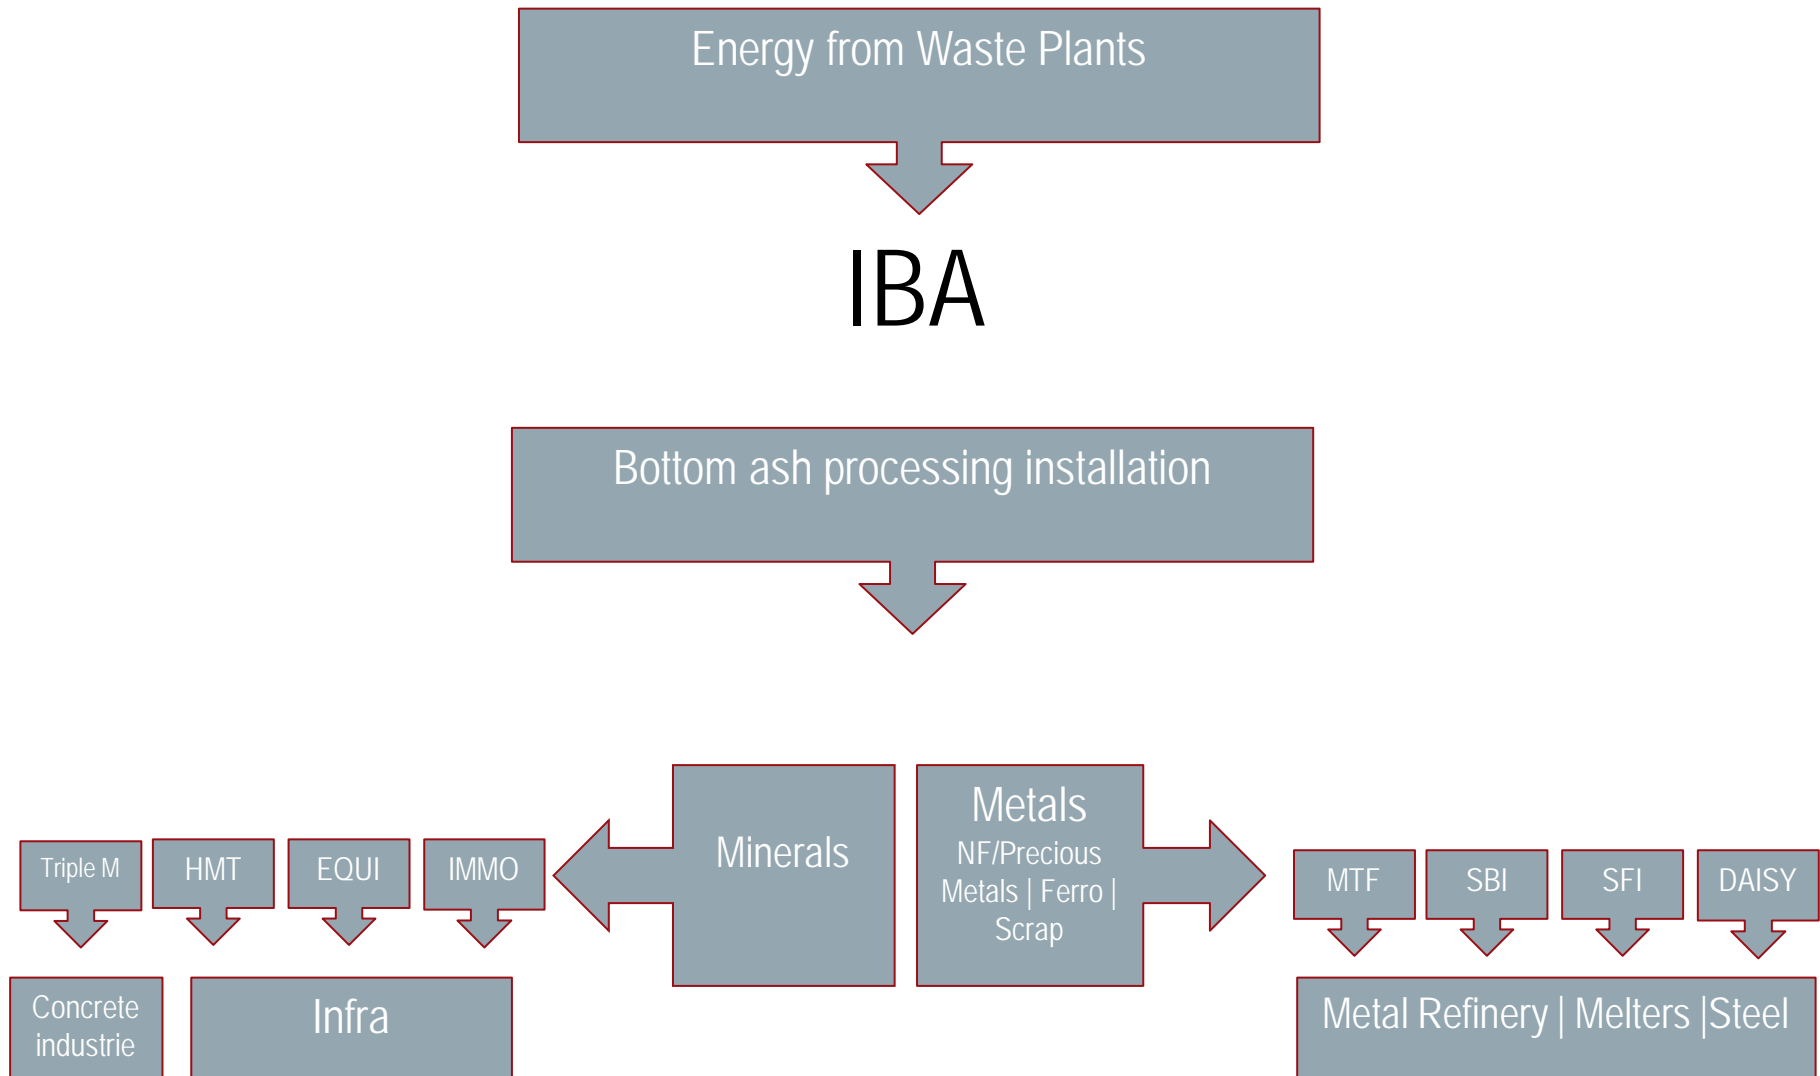 Energy from Waste Plants
IBA
Bottom ash processing installation
Minerals
Metals
NF/Precious
Metals | Ferro |
Scrap
Triple M
HMT
EQUI
IMMO
MTF
SBI
SFI
DAISY
Concrete
industrie
Infra
Metal Refinery | Melters |Steel